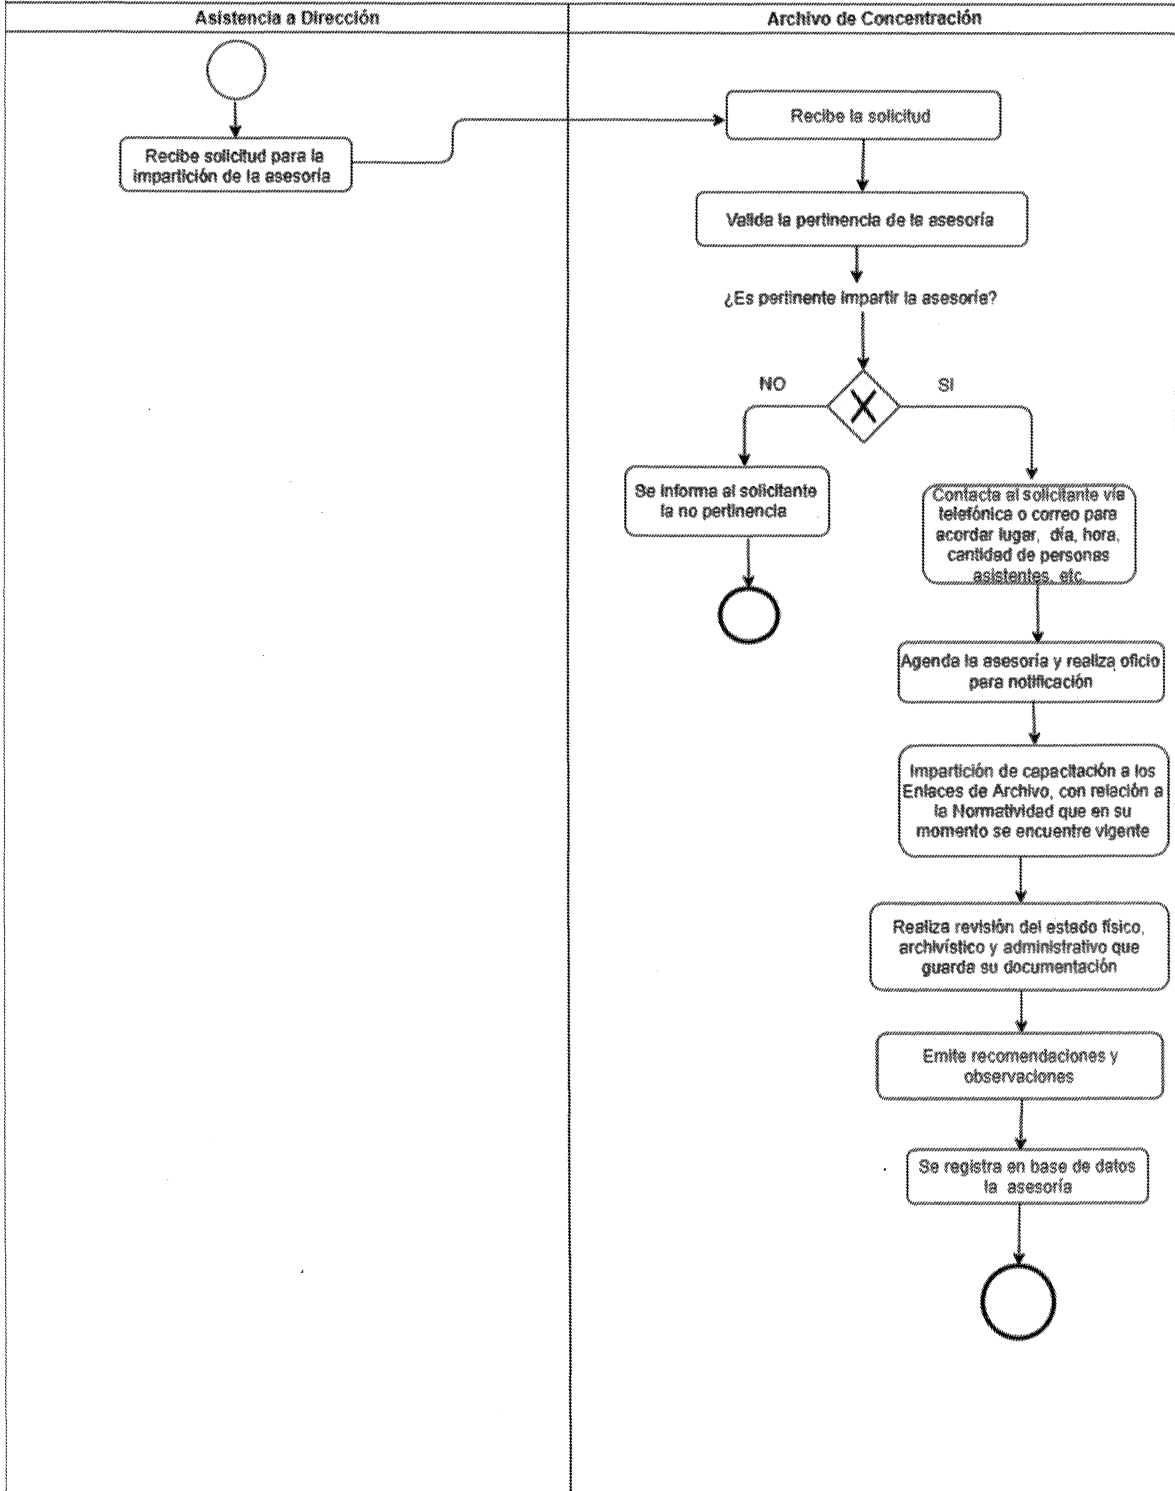 Asistencia a Dirección
Archivo de Concentración
Recibe solicitud para la
impartición de la asesoría
Recibe la solicitud
Valida la pertinencia de la asesoría
¿Es pertinente impartir la asesoría?
NO
SI
Se informa al solicitante
la no pertinencia
Contacta al solicitante vía
telefónica o correo para
acordar lugar, día, hora,
cantidad de personas
asistentes, etc.
Agenda la asesoría y realiza oficio
para notificación
Impartición de capacitación a los
Enlaces de Archivo, con relación a
la Normatividad que en su
momento se encuentre vigente
Realiza revisión del estado físico,
archivístico y administrativo que
guarda su documentación
Emite recomendaciones y
observaciones
Se registra en base de datos
la asesoría